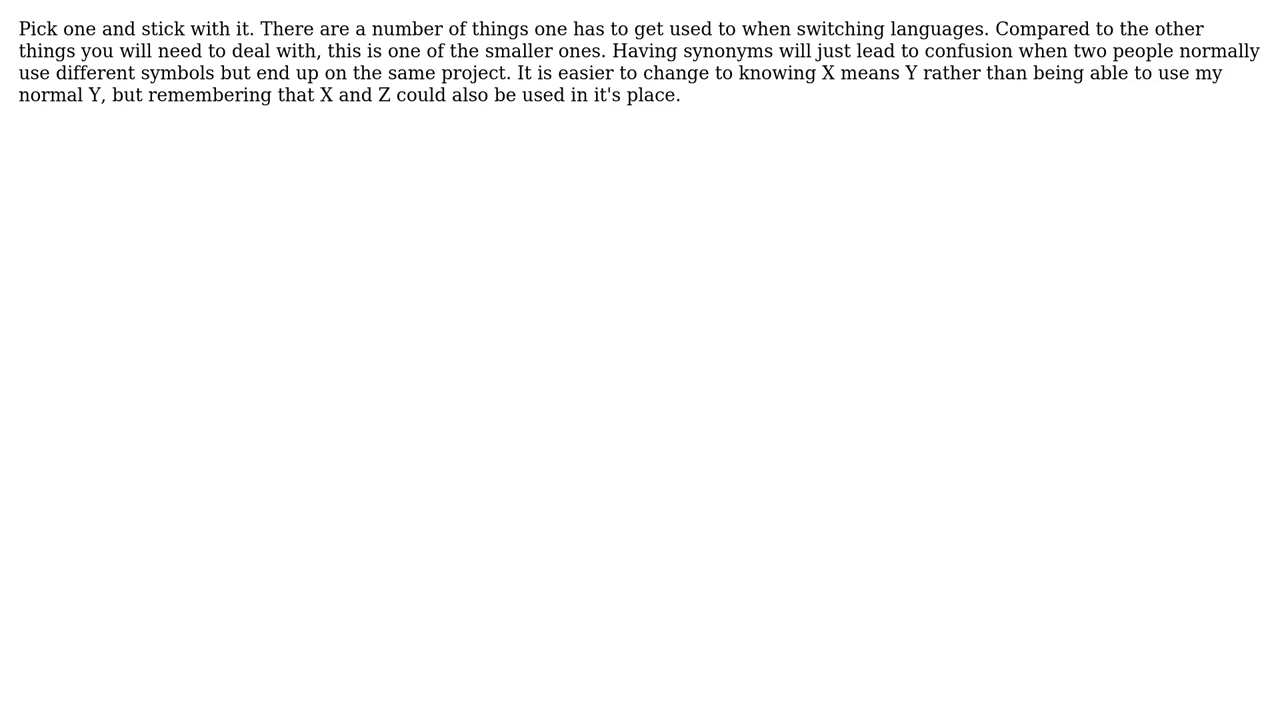 Pick one and stick with it. There are a number of things one has to get used to when switching languages. Compared to the other
things you will need to deal with, this is one of the smaller ones. Having synonyms will just lead to confusion when two people normally
use different symbols but end up on the same project. It is easier to change to knowing X means Y rather than being able to use my
normal Y, but remembering that X and Z could also be used in it's place.